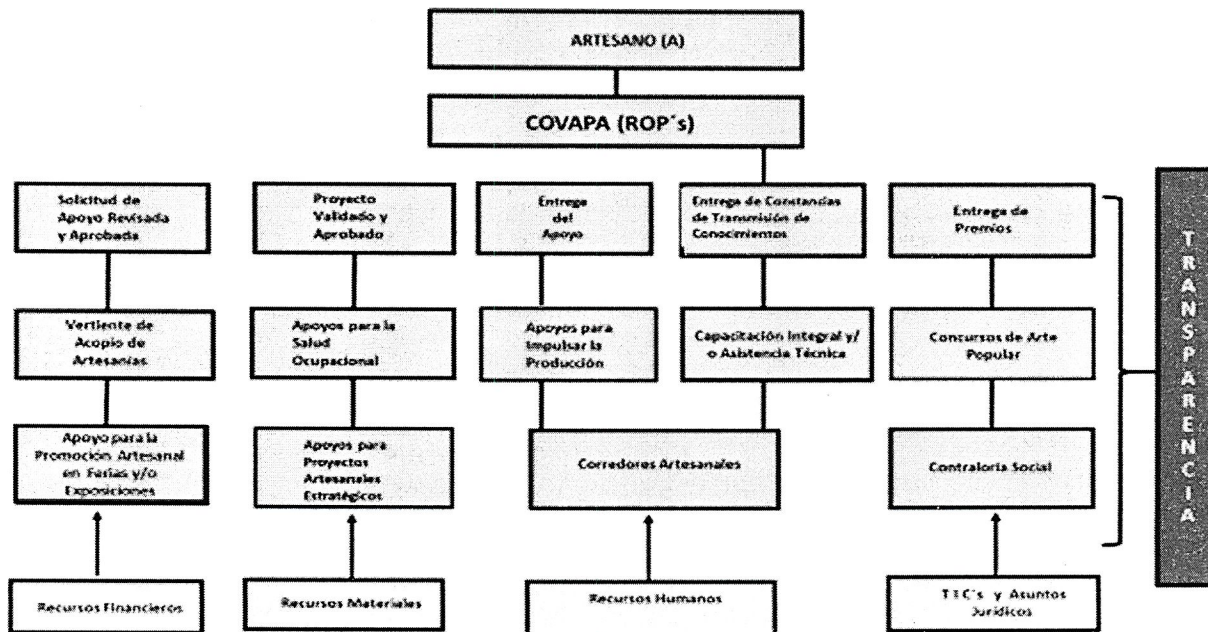 ARTESANO (A)
COVAPA (ROP´s)
Solicitud de
Apoyo Revisada
y Aprobada
Proyecto
Validado y
Aprobado
Entrega
del
Apoyo
Entrega de Constancias
de Transmisión de
Conocimientos
Entrega de
Premios
Vertiente de
Acopio de
Artesanías
Apoyos para la
Salud
Ocupacional
Apoyos para
Impulsar la
Producción
Capacitación Integral y/
o Asistencia Técnica
Concursos de Arte
Popular
Apoyo para la
Promoción Artesanal
en Ferias y/o
Exposiciones
Apoyos para
Proyectos
Artesanales
Estratégicos
Corredores Artesanales
Contraloría Social
Recursos Financieros
Recursos Materiales
Recursos Humanos
TIC´s y Asuntos
Jurídicos
TRANSPARENCIA